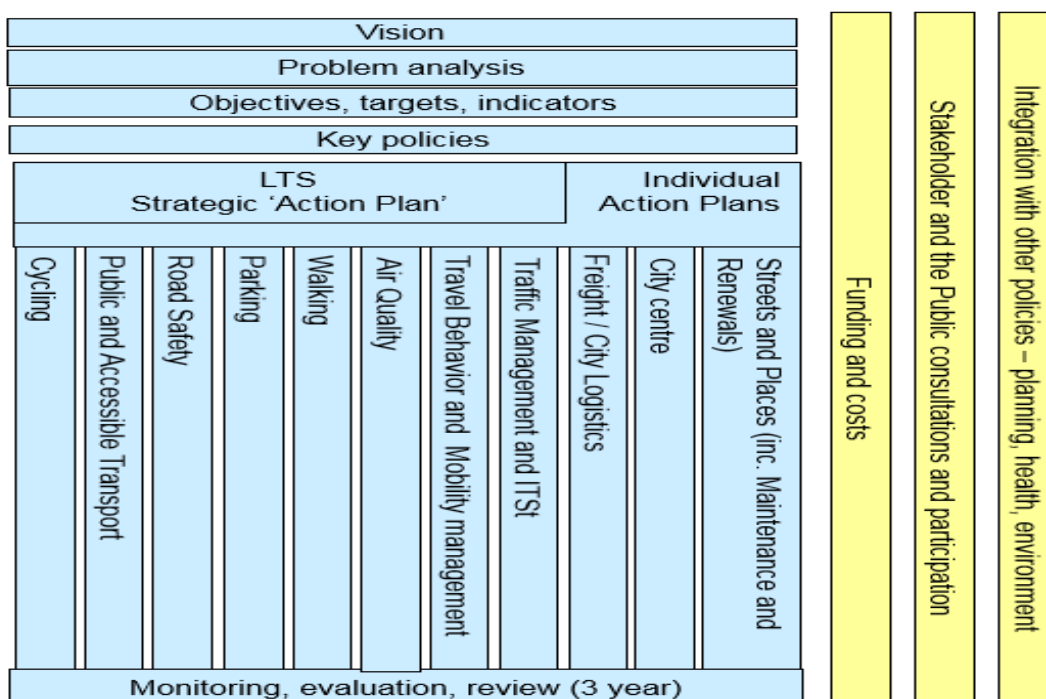 Vision
Problem analysis
Objectives, targets, indicators
Key policies
LTS
Strategic ‘Action Plan’
Individual
Action Plans
Cycling
Public and Accessible Transport
Road Safety
Parking
Walking
Air Quality
Travel Behavior and Mobility management
Traffic Management and ITSt
Freight / City Logistics
City centre
Streets and Places (inc. Maintenance and
Renewals)
Monitoring, evaluation, review (3 year)
Funding and costs
Stakeholder and the Public consultations and participation
Integration with other policies – planning, health, environment